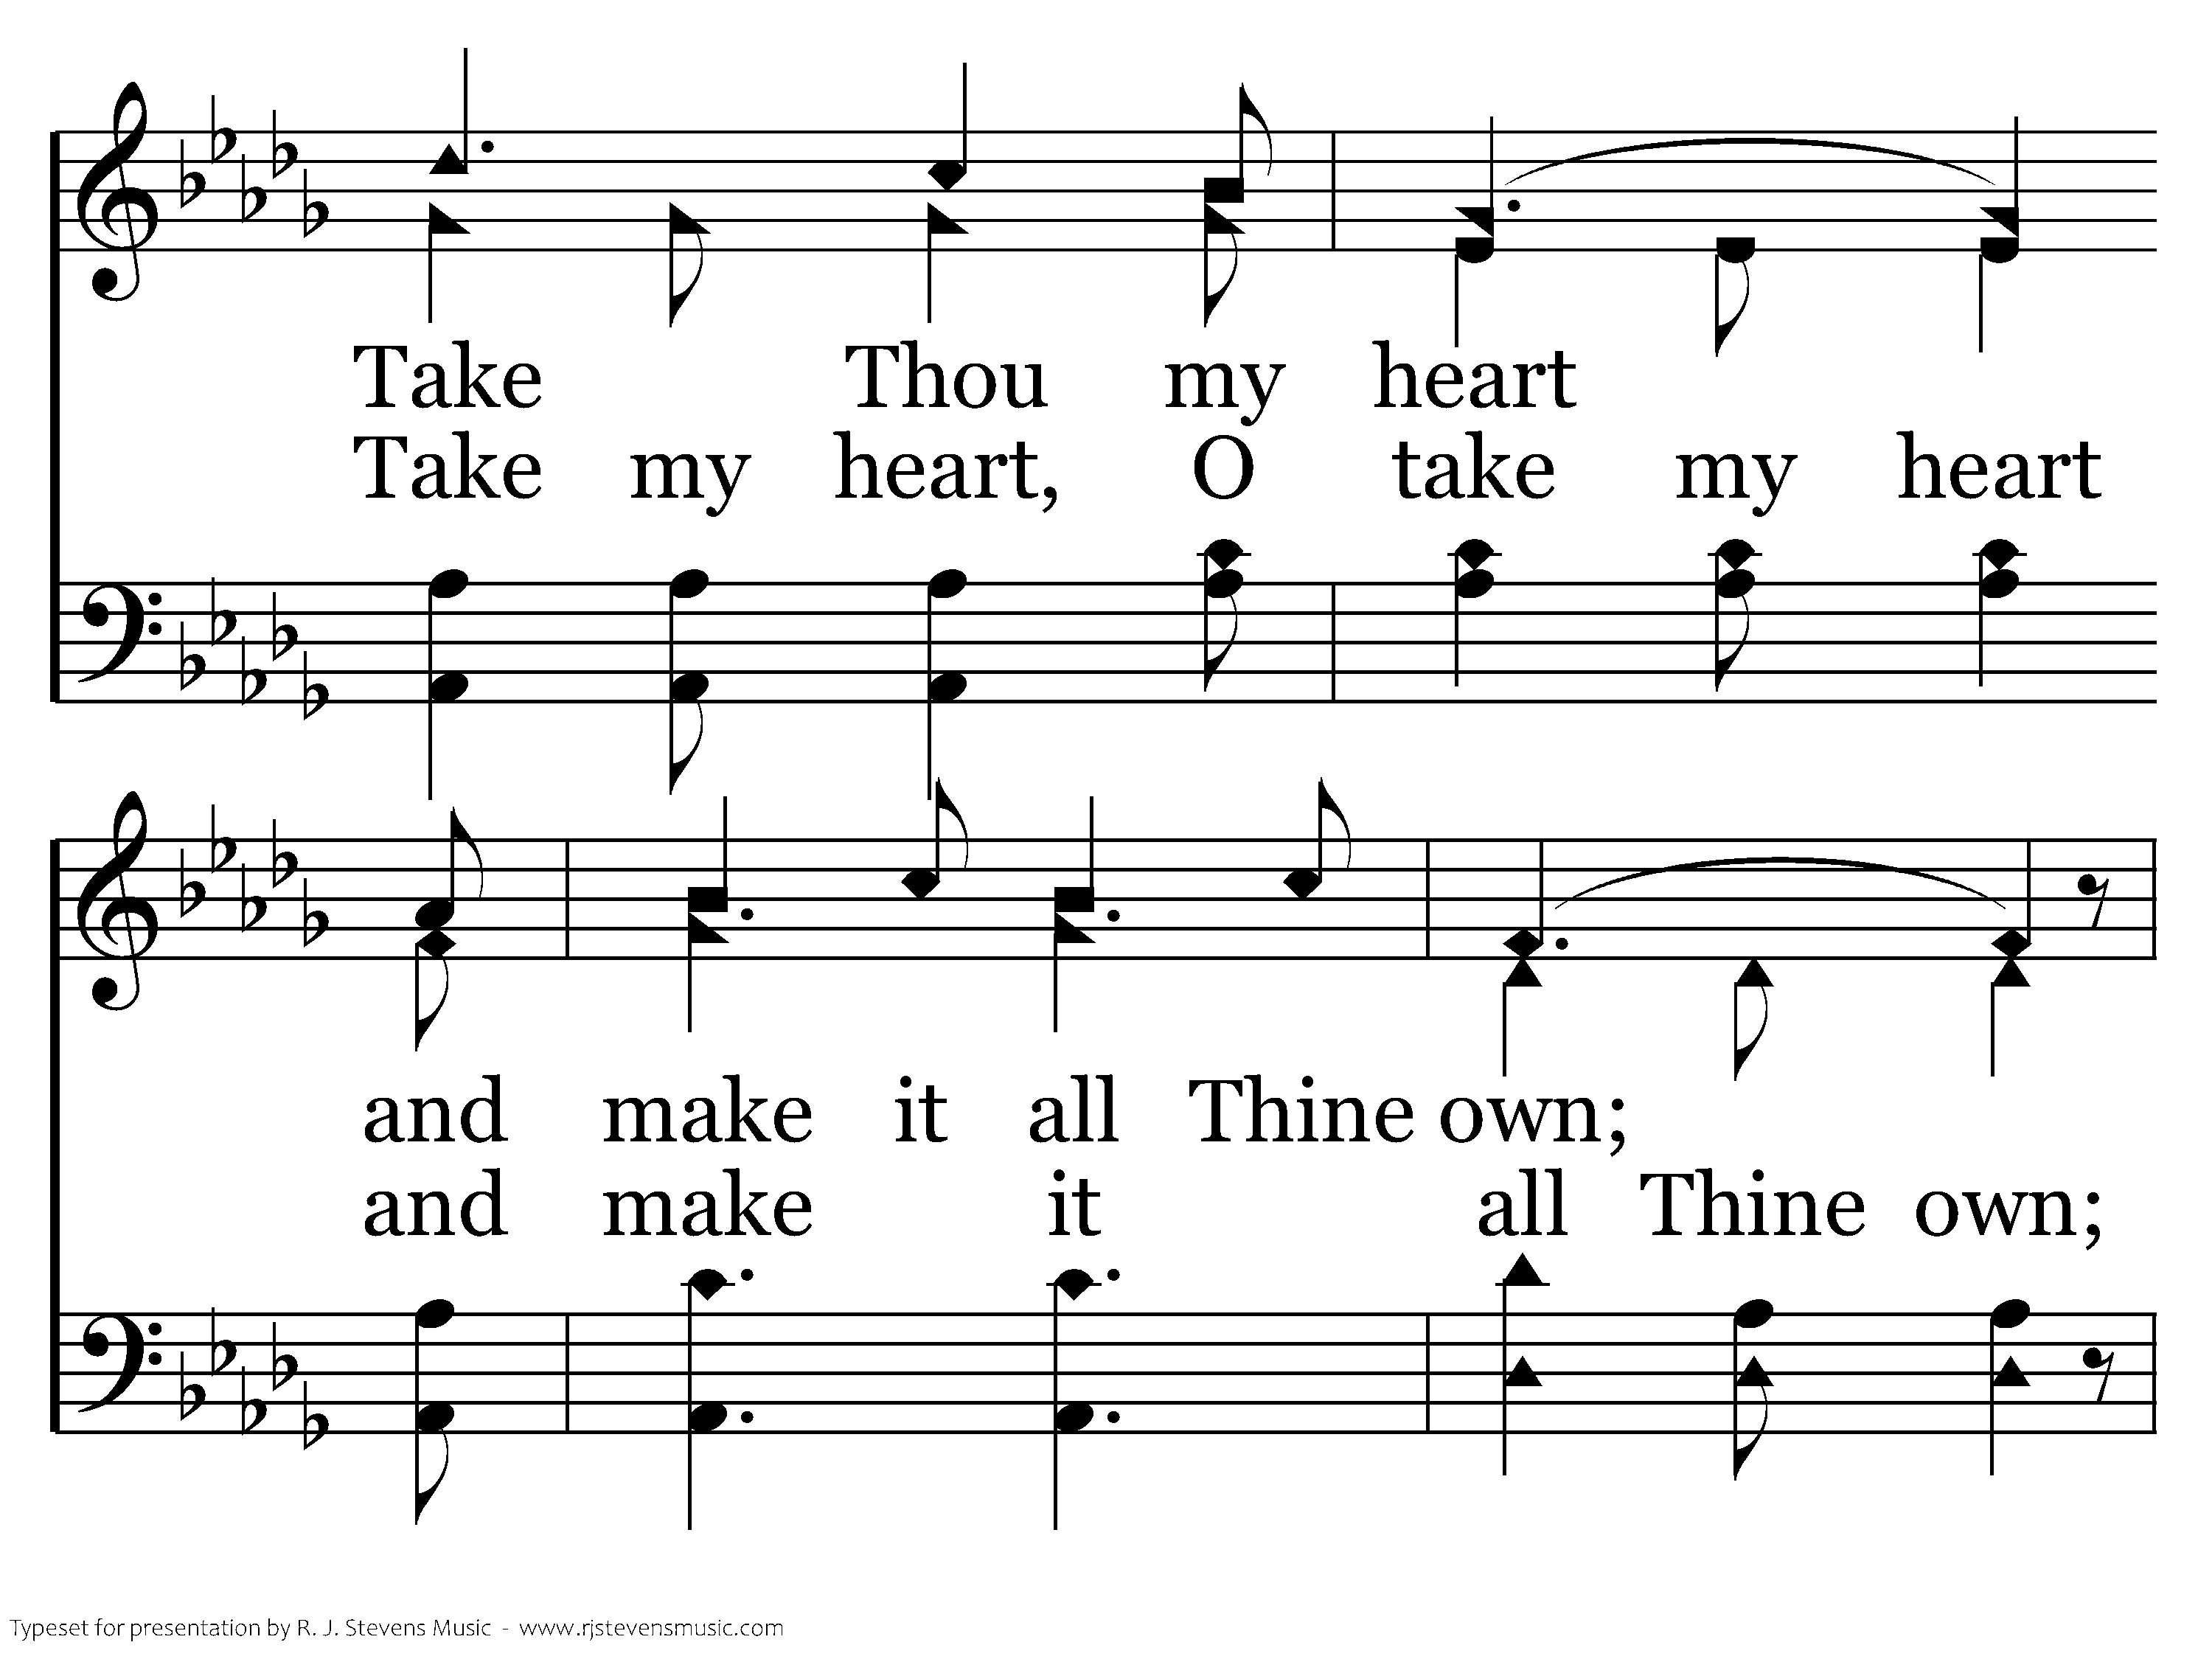 Take Thou my heart
Take my heart, O take my heart
and make it all Thine own;
and make it all Thine own;
Typeset for presentation by R. J. Stevens Music - www.rjstevensmusic.com